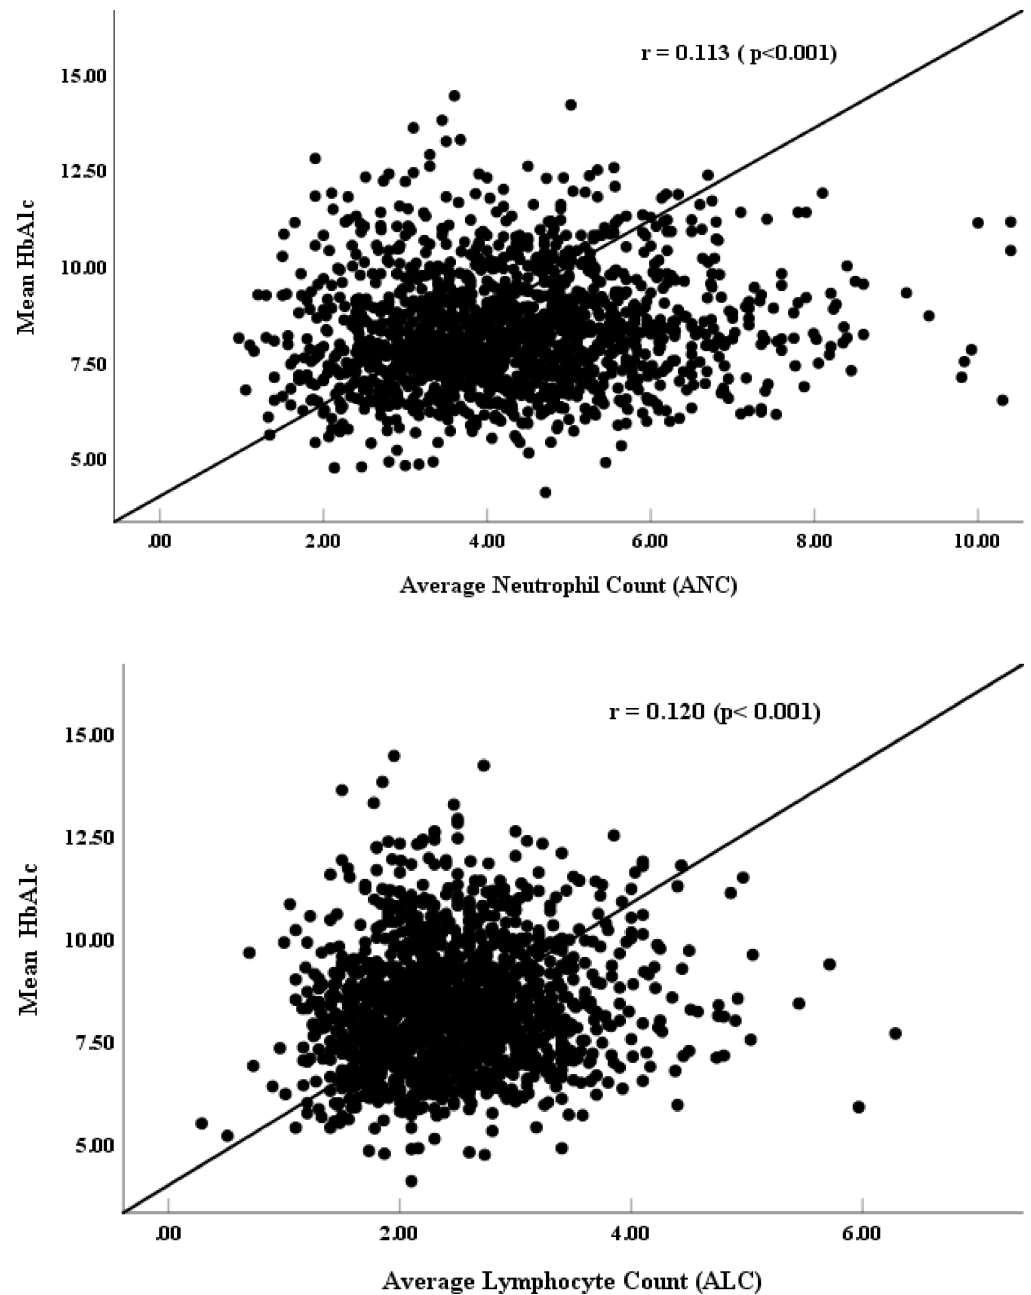 r = 0.113 ( p<0.001)
15.00
12.50
10.00
7.50
5.00
Mean HbA1c
.00 2.00 4.00 6.00 8.00 10.00
Average Neutrophil Count (ANC)
r = 0.120 (p< 0.001)
15.00
12.50
10.00
7.50
5.00
Mean HbA1c
.00 2.00 4.00 6.00
Average Lymphocyte Count (ALC)